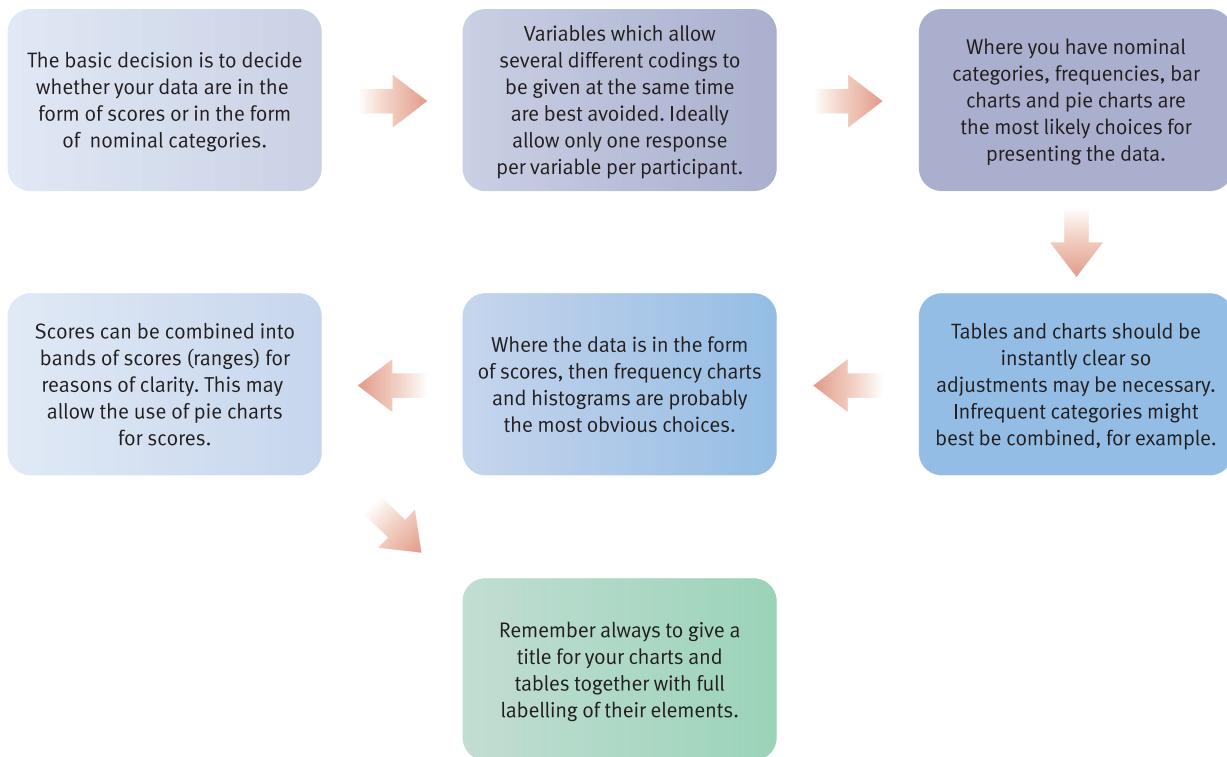 The basic decision is to decide
whether your data are in the
form of scores or in the form
of nominal categories.
Variables which allow
several different codings to
be given at the same time
are best avoided. Ideally
allow only one response
per variable per participant.
Where you have nominal
categories, frequencies, bar
charts and pie charts are
the most likely choices for
presenting the data.
Tables and charts should be
instantly clear so
adjustments may be necessary.
Infrequent categories might
best be combined, for example.
Where the data is in the form
of scores, then frequency charts
and histograms are probably
the most obvious choices.
Scores can be combined into
bands of scores (ranges) for
reasons of clarity. This may
allow the use of pie charts
for scores.
Remember always to give a
title for your charts and
tables together with full
labelling of their elements.